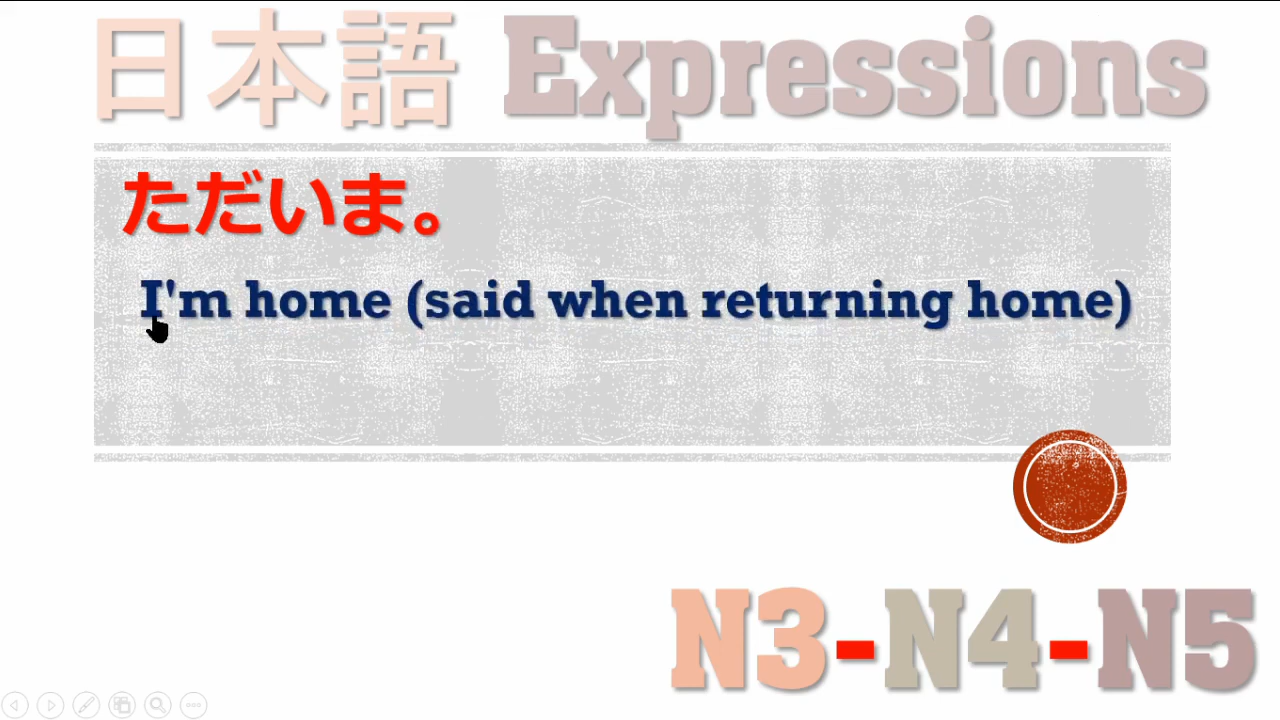 日本語 Expressions
ただいま。
I'm home (said when returning home)
N3-N4-N5